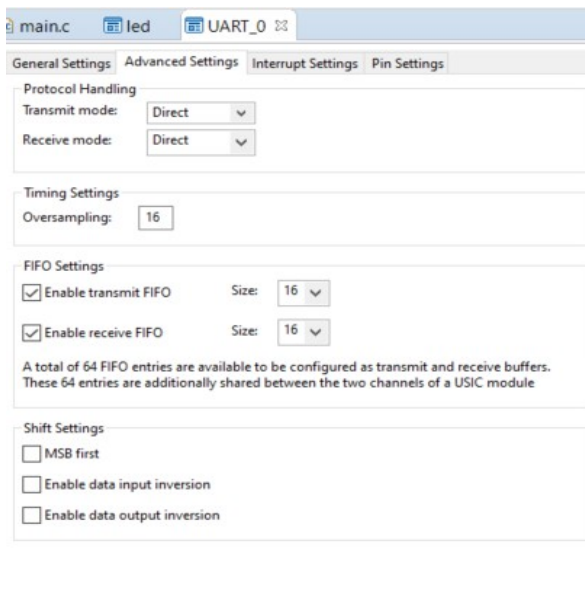 main.c led UART_0
General Settings Advanced Settings Interrupt Settings Pin Settings
Protocol Handling
Transmit mode: Direct
Receive mode: Direct
Timing Settings
Oversampling: 16
FIFO Settings
Enable transmit FIFO Size: 16
Enable receive FIFO Size: 16
A total of 64 FIFO entries are available to be configured as transmit and receive buffers.
These 64 entries are additionally shared between the two channels of a USIC module
Shift Settings
MSB first
Enable data input inversion
Enable data output inversion